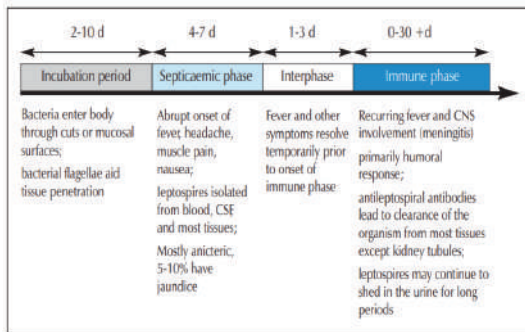 2-10 d
4-7 d
1-3 d
0-30 +d
Incubation period
Septicaemic phase
Interphase
Immune phase
Bacteria enter body
through cuts or mucosal
surfaces;
bacterial flagellae aid
tissue penetration
Abrupt onset of
fever, headache,
muscle pain,
nausea;
leptospires isolated
from blood, CSF
and most tissues;
Mostly anicteric,
5-10% have
jaundice
Fever and other
symptoms resolve
temporarily prior
to onset of
immune phase
Recurring fever and CNS
involvement (meningitis)
primarily humoral
response;
antileptospiral antibodies
lead to clearance of the
organism from most tissues
except kidney tubules;
leptospires may continue to
shed in the urine for long
periods